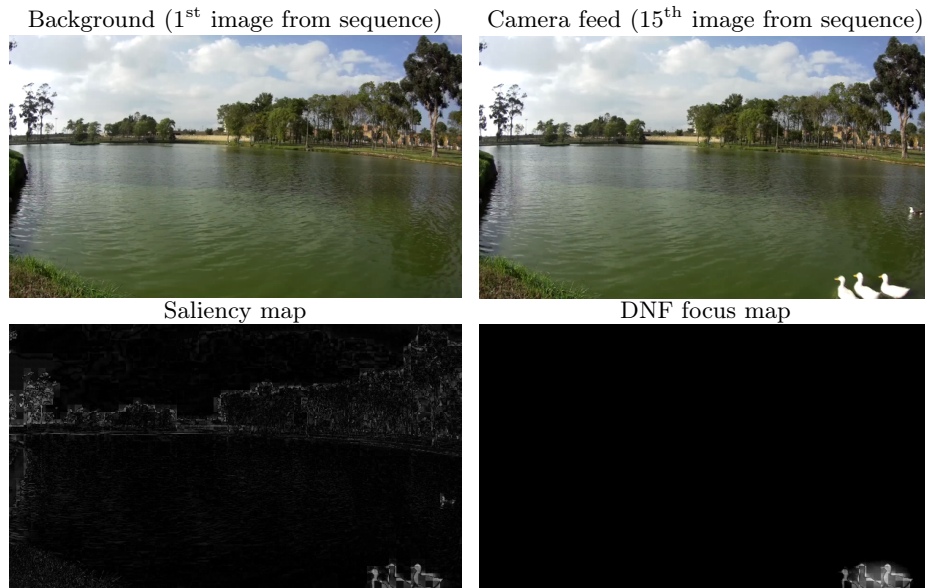 Background (1st image from sequence)
Camera feed (15th image from sequence)
Saliency map
DNF focus map